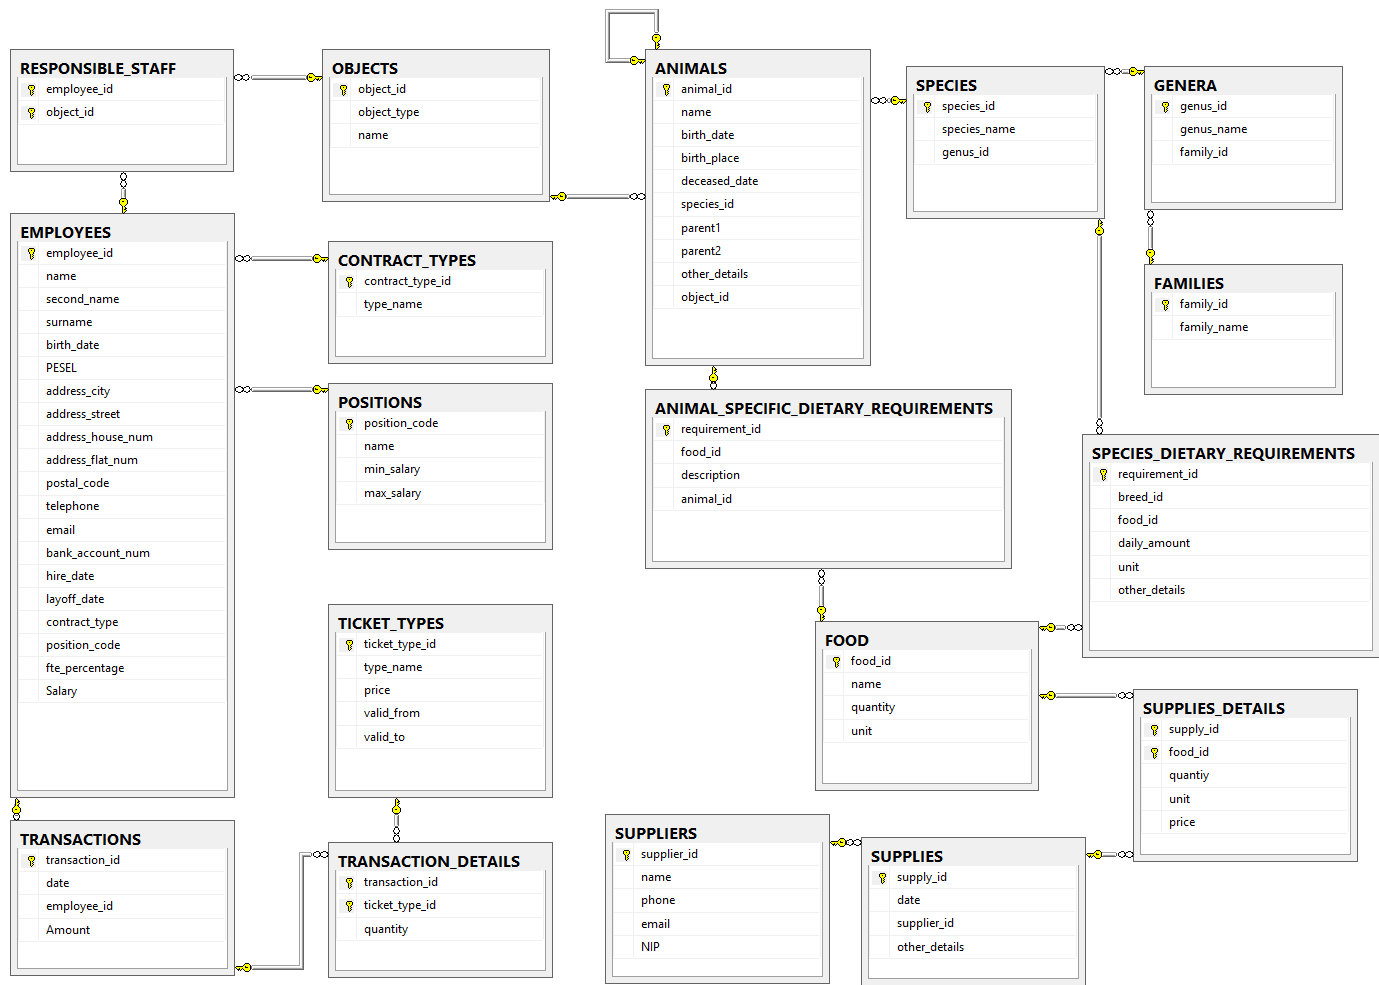 RESPONSIBLE_STAFF
employee_id
object_id
OBJECTS
object_id
object_type
name
ANIMALS
animal_id
name
birth_date
birth_place
deceased_date
species_id
parent1
parent2
other_details
object_id
SPECIES
species_id
species_name
genus_id
GENERA
genus_id
genus_name
family_id
EMPLOYEES
employee_id
name
second_name
surname
birth_date
PESEL
address_city
address_street
address_house_num
address_flat_num
postal_code
telephone
email
bank_account_num
hire_date
layoff_date
contract_type
position_code
fte_percentage
Salary
CONTRACT_TYPES
contract_type_id
type_name
FAMILIES
family_id
family_name
POSITIONS
position_code
name
min_salary
max_salary
ANIMAL_SPECIFIC_DIETARY_REQUIREMENTS
requirement_id
food_id
description
animal_id
SPECIES_DIETARY_REQUIREMENTS
requirement_id
breed_id
food_id
daily_amount
unit
other_details
TICKET_TYPES
ticket_type_id
type_name
price
valid_from
valid_to
FOOD
food_id
name
quantity
unit
SUPPLIES_DETAILS
supply_id
food_id
quantiy
unit
price
TRANSACTIONS
transaction_id
date
employee_id
Amount
TRANSACTION_DETAILS
transaction_id
ticket_type_id
quantity
SUPPLIERS
supplier_id
name
phone
email
NIP
SUPPLIES
supply_id
date
supplier_id
other_details